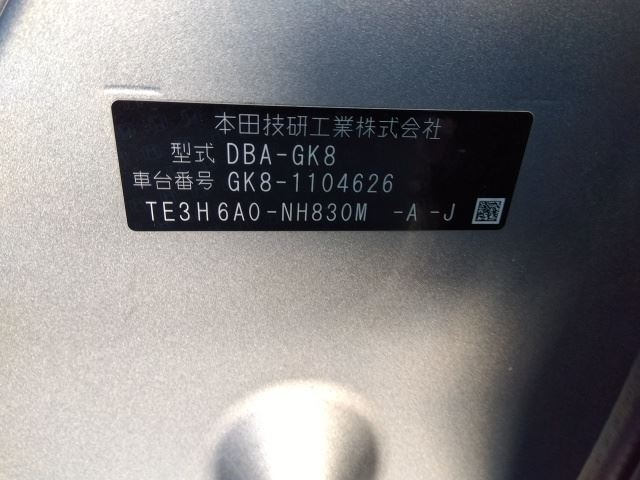 本田技研工業株式会社
型式 DBA-GK8
車台番号 GK8-1104626
TE3H6A0-NH830M -A-J